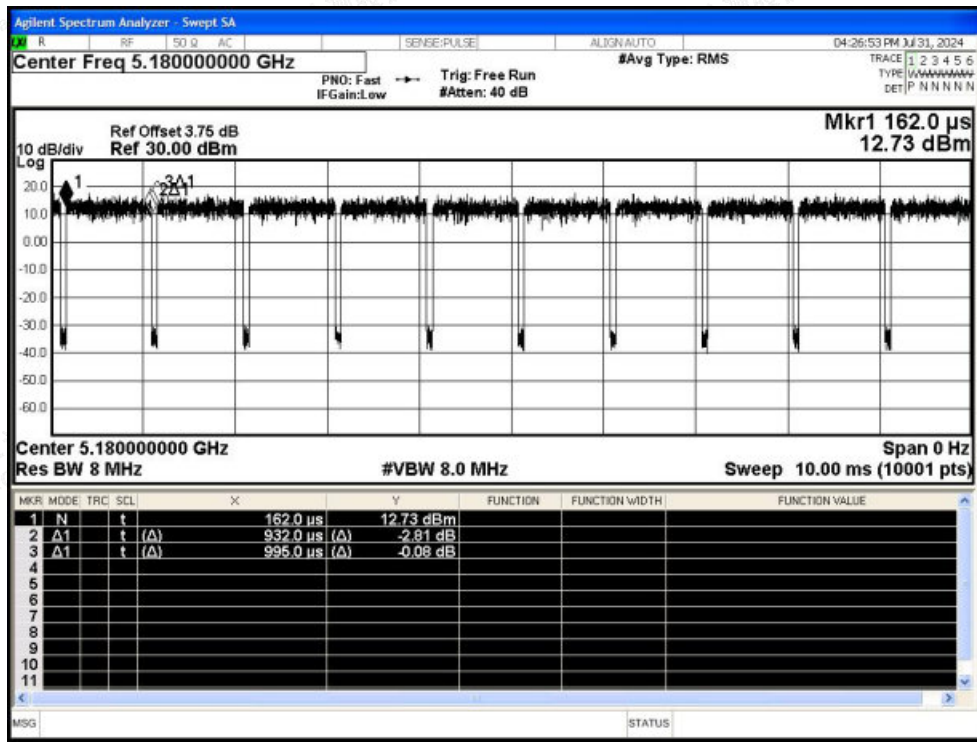 Agilent Spectrum Analyzer - Swept SA
LXI R RF 50 Ω AC SENSE:PULSE ALIGNAUTO 04:26:53 PM Jul 31, 2024
Center Freq 5.180000000 GHz
#Avg Type: RMS
TRACE 1 2 3 4 5 6
PNO: Fast Trig: Free Run
TYPE WWWWWW
IFGain:Low #Atten: 40 dB
DET P N N N N N
Mkr1 162.0 µs
Ref Offset 3.75 dB
10 dB/div Ref 30.00 dBm 12.73 dBm
Log
20.0 1 2Δ1 3Δ1
10.0
0.00
-10.0
-20.0
-30.0
-40.0
-50.0
-60.0
Center 5.180000000 GHz Span 0 Hz
Res BW 8 MHz #VBW 8.0 MHz Sweep 10.00 ms (10001 pts)
MKR MODE TRC SCL X Y FUNCTION FUNCTION WIDTH FUNCTION VALUE
1 N t 162.0 µs 12.73 dBm
2 Δ1 t (Δ) 932.0 µs (Δ) -2.81 dB
3 Δ1 t (Δ) 995.0 µs (Δ) -0.08 dB
4
5
6
7
8
9
10
11
MSG STATUS